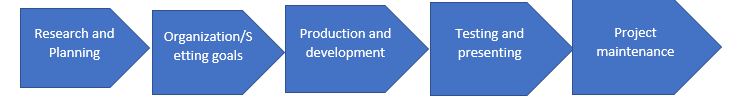 Research and
Planning
Organization/S
etting goals
Production and
development
Testing and
presenting
Project
maintenance